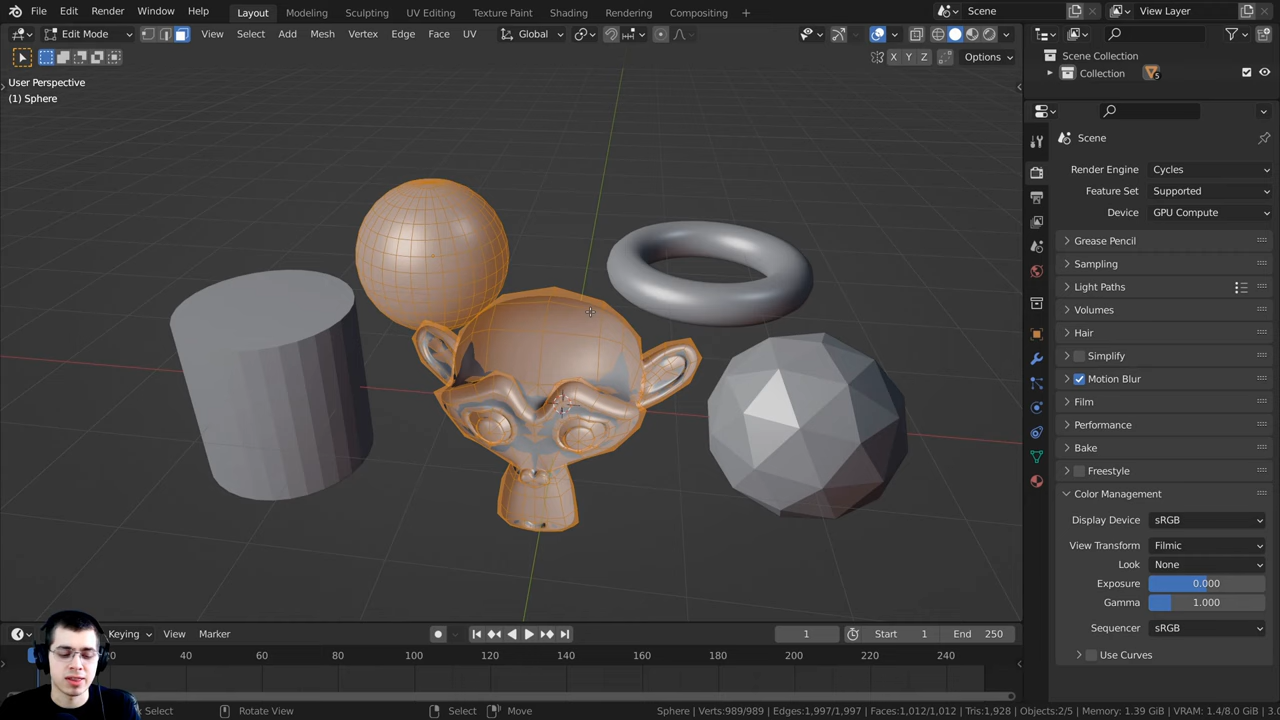 File Edit Render Window Help Layout Modeling Sculpting UV Editing Texture Paint Shading Rendering Compositing + Scene View Layer
Edit Mode View Select Add Mesh Vertex Edge Face UV Global
X Y Z Options
User Perspective
(1) Sphere
Scene Collection
Collection 5
Scene
Render Engine Cycles
Feature Set Supported
Device GPU Compute
Grease Pencil
Sampling
Light Paths
Volumes
Hair
Simplify
Motion Blur
Film
Performance
Bake
Freestyle
Color Management
Display Device sRGB
View Transform Filmic
Look None
Exposure 0.000
Gamma 1.000
Sequencer sRGB
Use Curves
Keying View Marker 1 Start 1 End 250
20 40 60 80 100 120 140 160 180 200 220 240
Select Rotate View Select Move Sphere | Verts:989/989 | Edges:1,997/1,997 | Faces:1,012/1,012 | Tris:1,928 | Objects:2/5 | Memory: 1.39 GiB | VRAM: 1.4/8.0 GiB | 3.